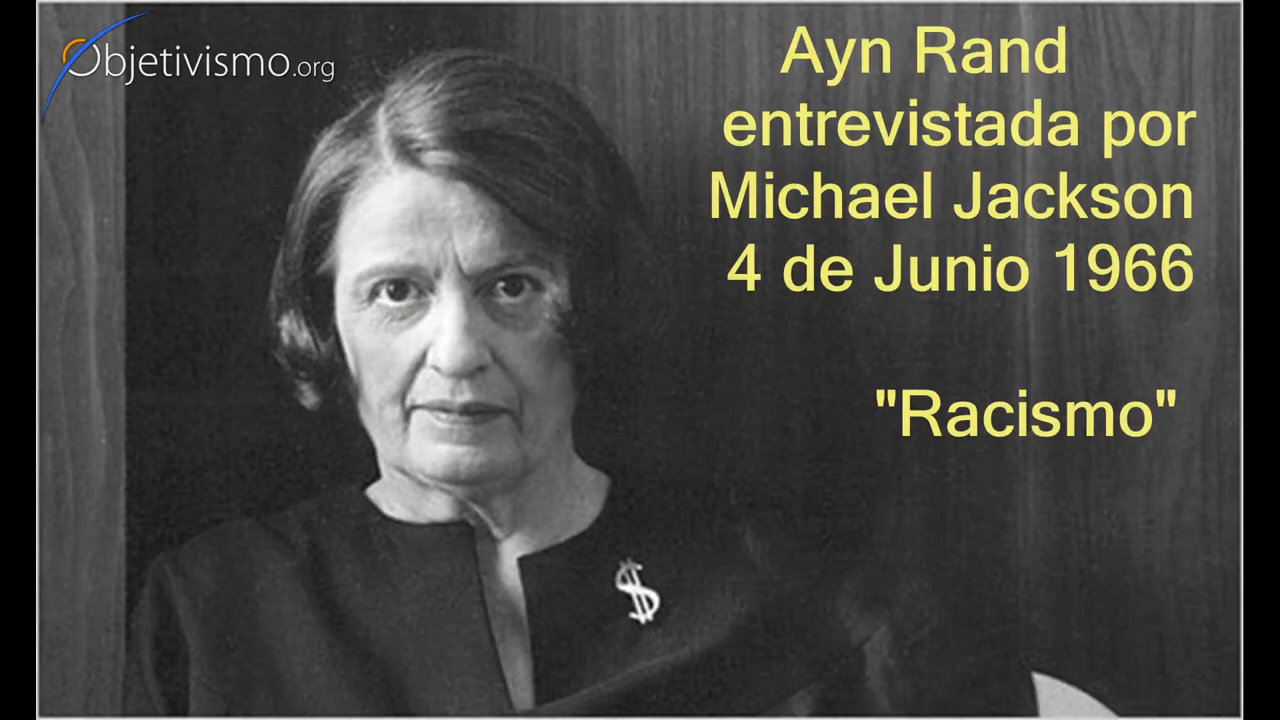 Objetivismo.org
Ayn Rand
entrevistada por
Michael Jackson
4 de Junio 1966
"Racismo"
$